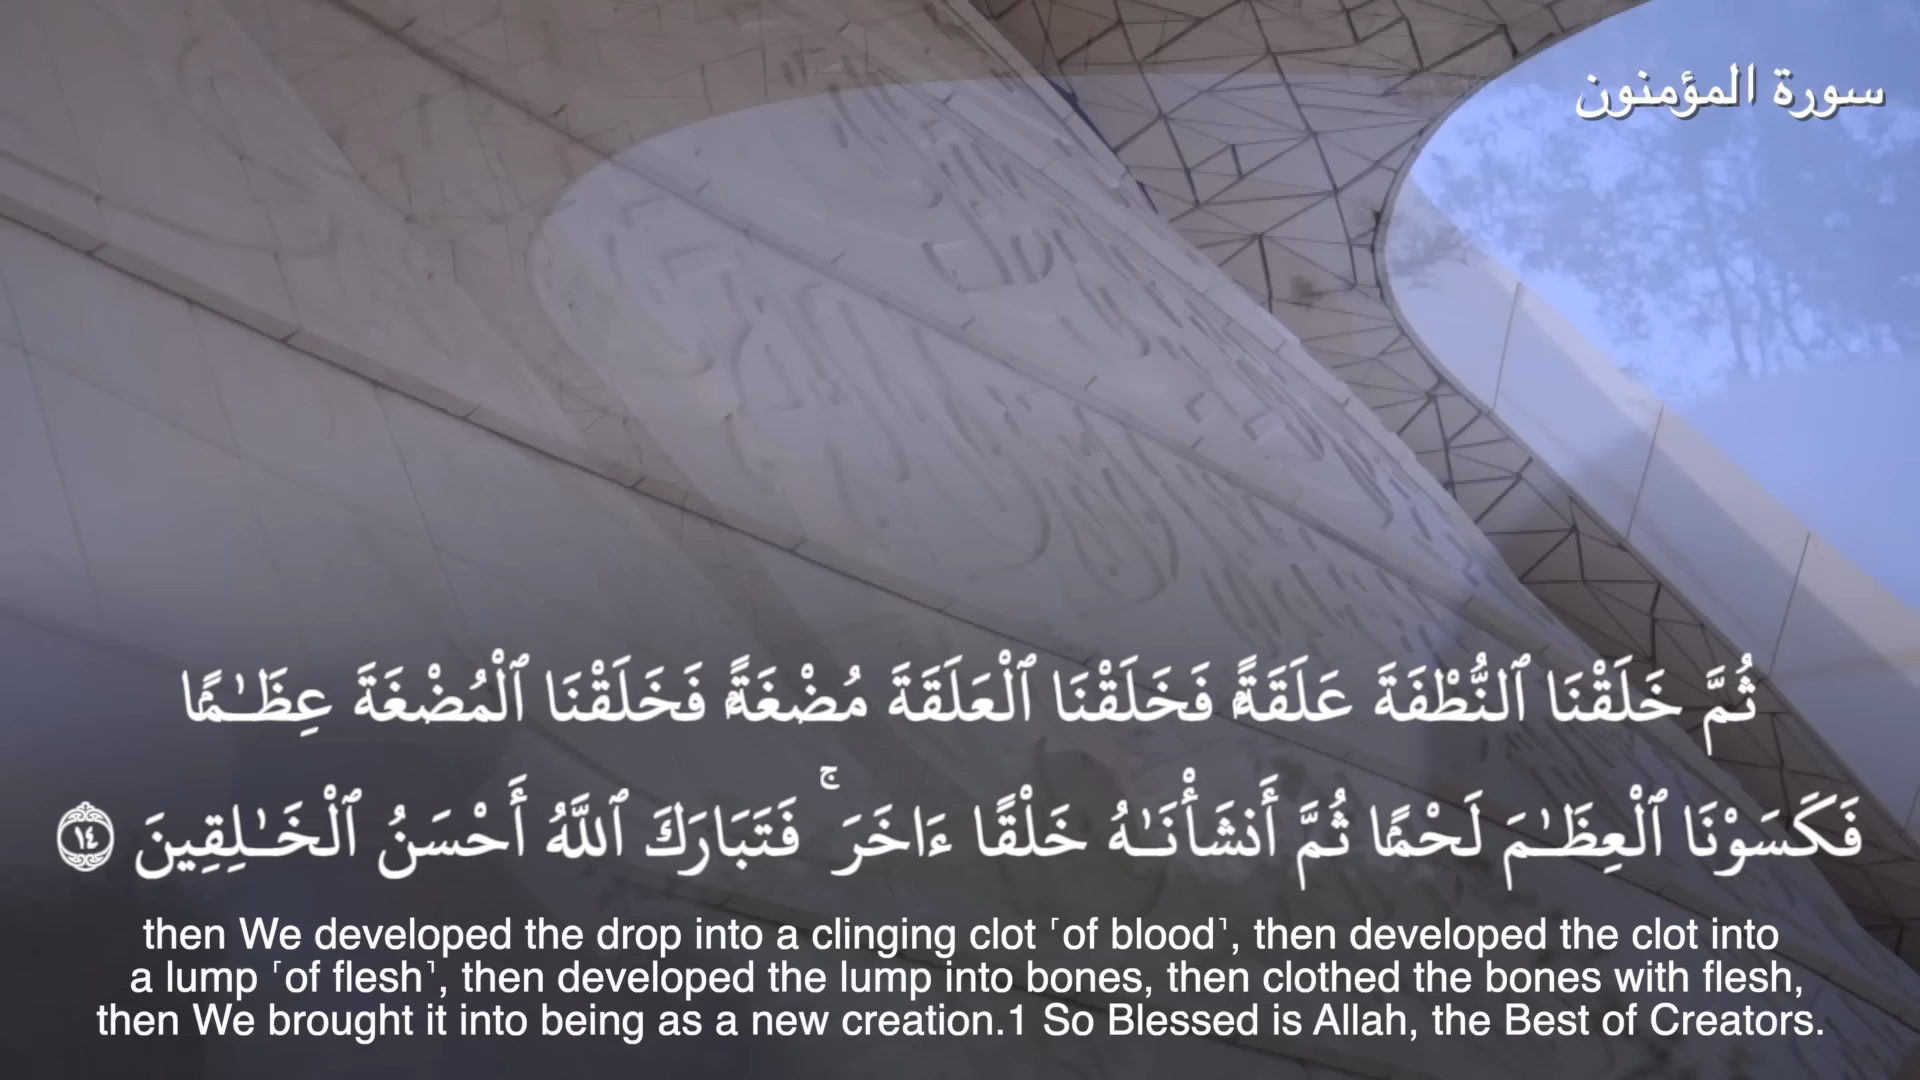 سورة المؤمنون
ثُمَّ خَلَقْنَا ٱلنُّطْفَةَ عَلَقَةًۭ فَخَلَقْنَا ٱلْعَلَقَةَ مُضْغَةًۭ فَخَلَقْنَا ٱلْمُضْغَةَ عِظَـٰمًۭا
فَكَسَوْنَا ٱلْعِظَـٰمَ لَحْمًۭا ثُمَّ أَنشَأْنَـٰهُ خَلْقًا ءَاخَرَ ۚ فَتَبَارَكَ ٱللَّهُ أَحْسَنُ ٱلْخَـٰلِقِينَ ١٤
then We developed the drop into a clinging clot ˹of blood˺, then developed the clot into
a lump ˹of flesh˺, then developed the lump into bones, then clothed the bones with flesh,
then We brought it into being as a new creation.1 So Blessed is Allah, the Best of Creators.